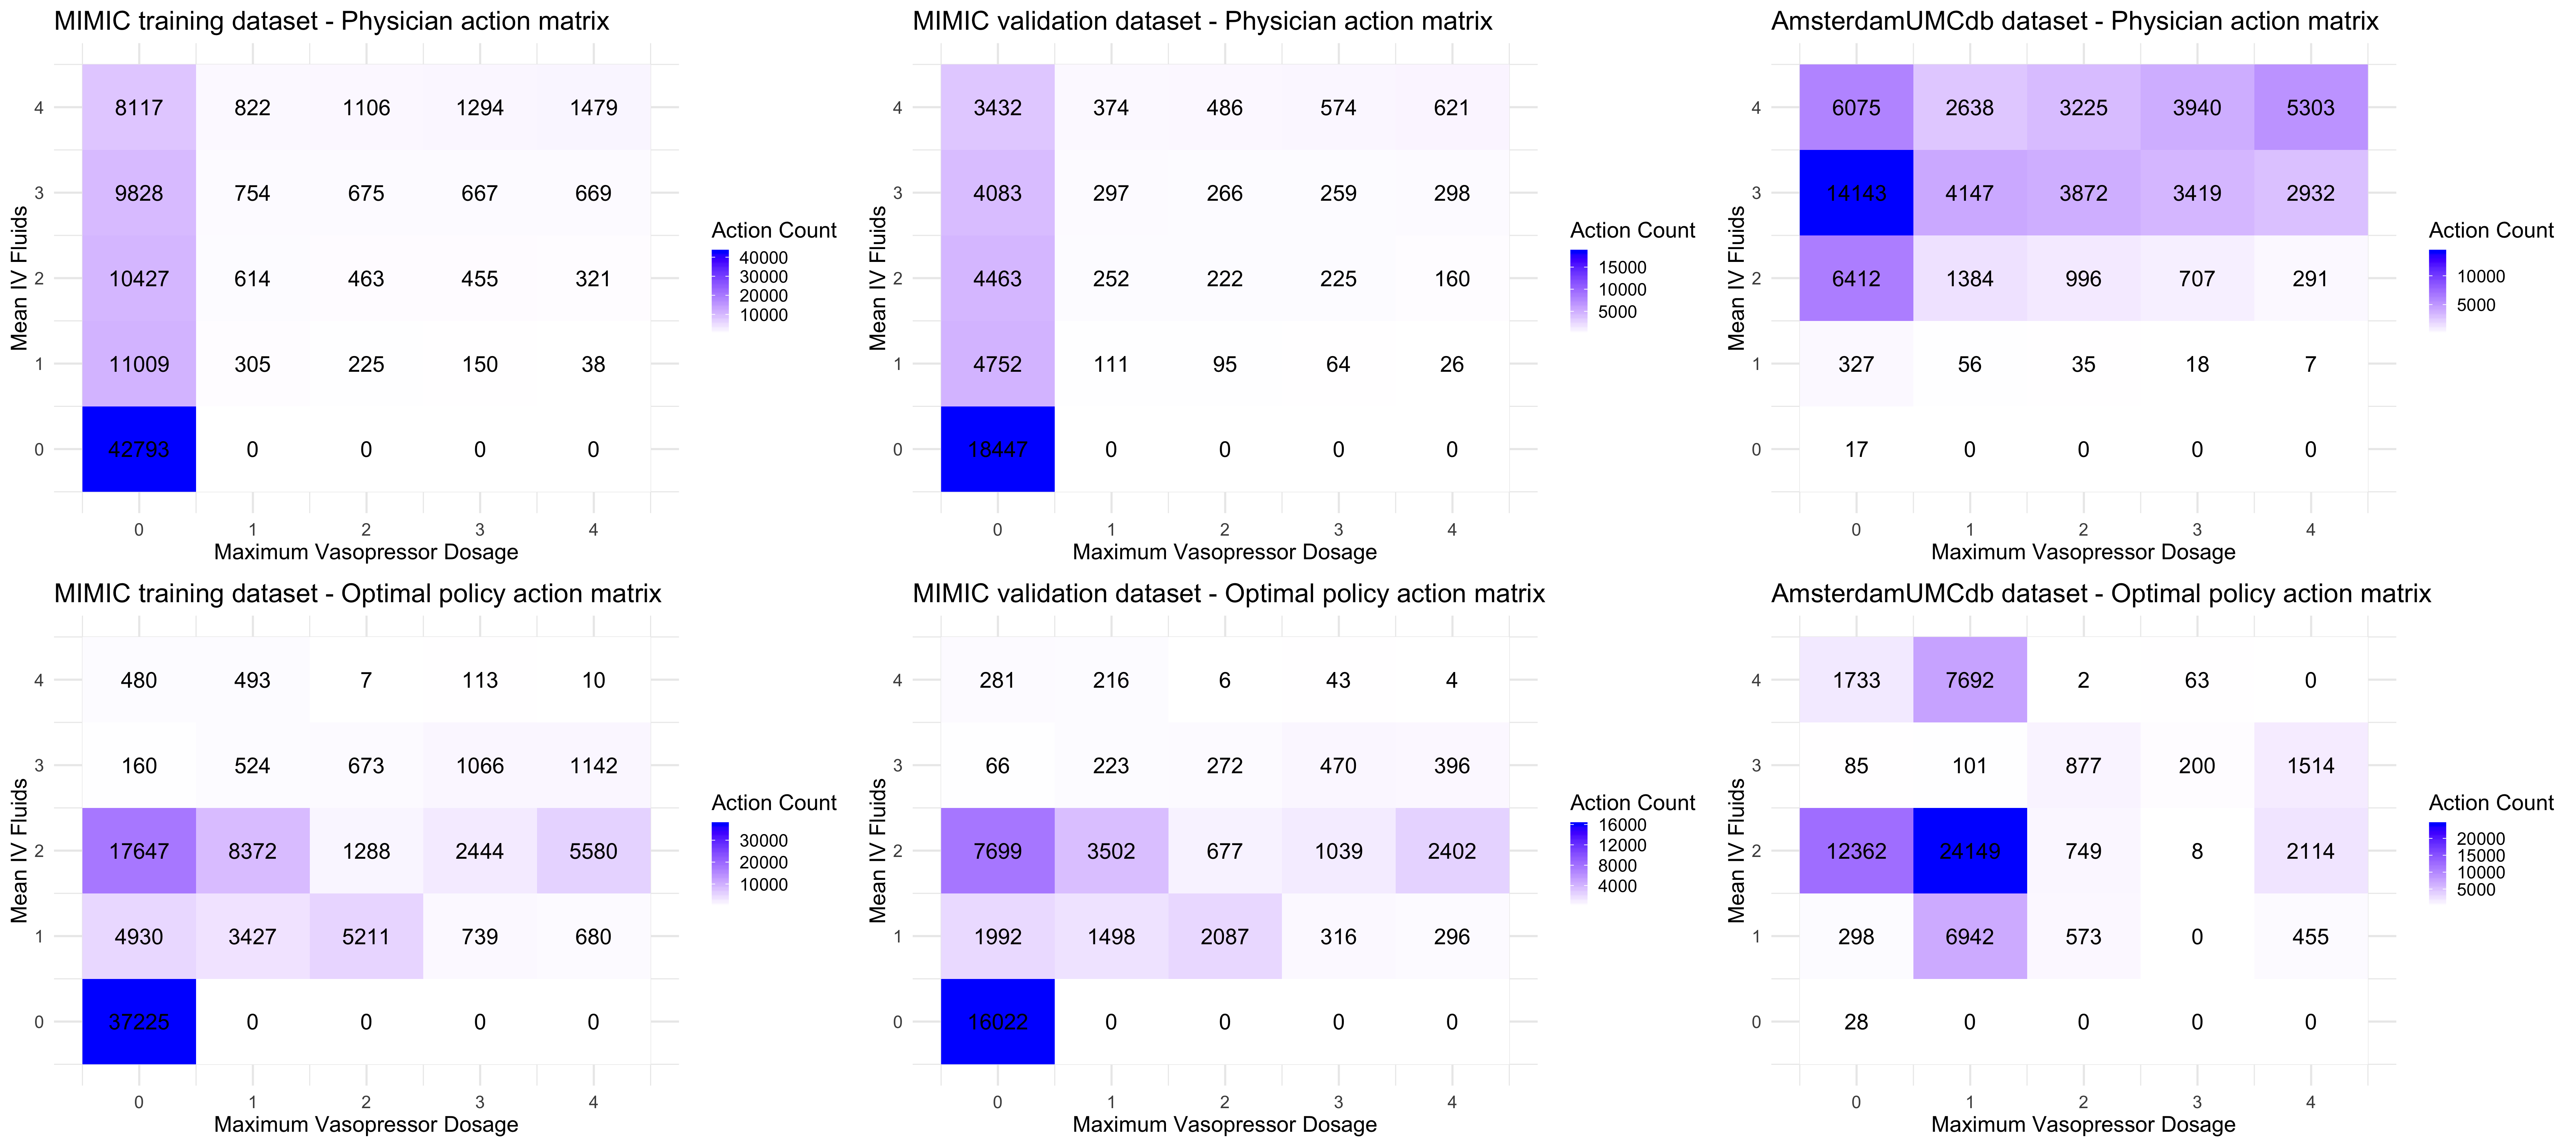 MIMIC training dataset - Physician action matrix
Mean IV Fluids
4 8117 822 1106 1294 1479
3 9828 754 675 667 669
2 10427 614 463 455 321
1 11009 305 225 150 38
0 42793 0 0 0 0
0 1 2 3 4
Maximum Vasopressor Dosage
Action Count
40000
30000
20000
10000
MIMIC validation dataset - Physician action matrix
Mean IV Fluids
4 3432 374 486 574 621
3 4083 297 266 259 298
2 4463 252 222 225 160
1 4752 111 95 64 26
0 18447 0 0 0 0
0 1 2 3 4
Maximum Vasopressor Dosage
Action Count
15000
10000
5000
AmsterdamUMCdb dataset - Physician action matrix
Mean IV Fluids
4 6075 2638 3225 3940 5303
3 14143 4147 3872 3419 2932
2 6412 1384 996 707 291
1 327 56 35 18 7
0 17 0 0 0 0
0 1 2 3 4
Maximum Vasopressor Dosage
Action Count
10000
5000
MIMIC training dataset - Optimal policy action matrix
Mean IV Fluids
4 480 493 7 113 10
3 160 524 673 1066 1142
2 17647 8372 1288 2444 5580
1 4930 3427 5211 739 680
0 37225 0 0 0 0
0 1 2 3 4
Maximum Vasopressor Dosage
Action Count
30000
20000
10000
MIMIC validation dataset - Optimal policy action matrix
Mean IV Fluids
4 281 216 6 43 4
3 66 223 272 470 396
2 7699 3502 677 1039 2402
1 1992 1498 2087 316 296
0 16022 0 0 0 0
0 1 2 3 4
Maximum Vasopressor Dosage
Action Count
16000
12000
8000
4000
AmsterdamUMCdb dataset - Optimal policy action matrix
Mean IV Fluids
4 1733 7692 2 63 0
3 85 101 877 200 1514
2 12362 24149 749 8 2114
1 298 6942 573 0 455
0 28 0 0 0 0
0 1 2 3 4
Maximum Vasopressor Dosage
Action Count
20000
15000
10000
5000